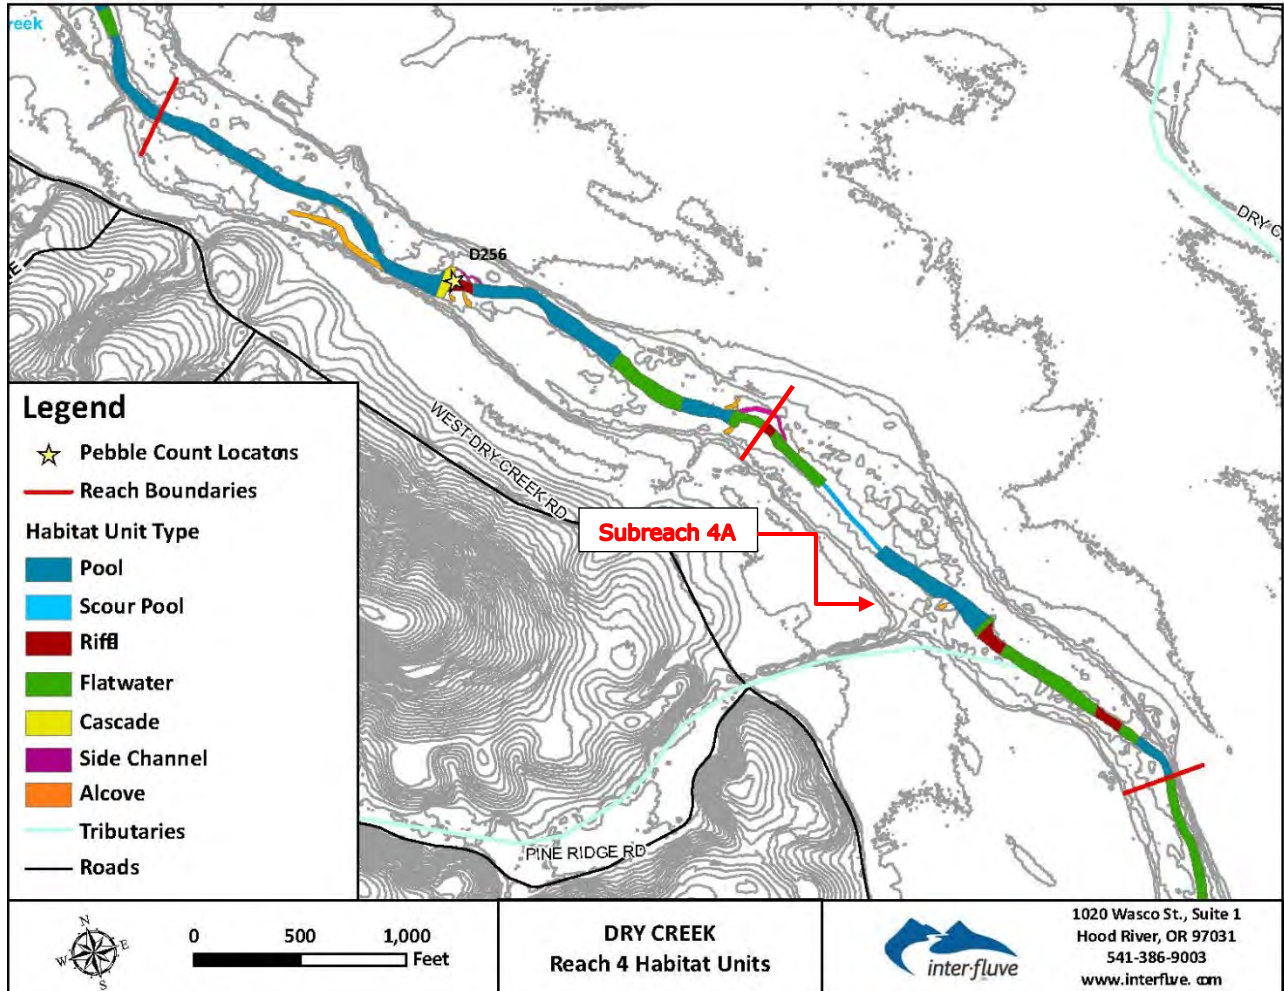 reek
D256
DRY C
E
WEST DRY CREEK RD
Subreach 4A
PINE RIDGE RD
Legend
Pebble Count Locatons
Reach Boundaries
Habitat Unit Type
Pool
Scour Pool
Riffl
Flatwater
Cascade
Side Channel
Alcove
Tributaries
Roads
N
W E
S
0 500 1,000
Feet
DRY CREEK
Reach 4 Habitat Units
inter-fluve
1020 Wasco St., Suite 1
Hood River, OR 97031
541-386-9003
www.interfluve. com